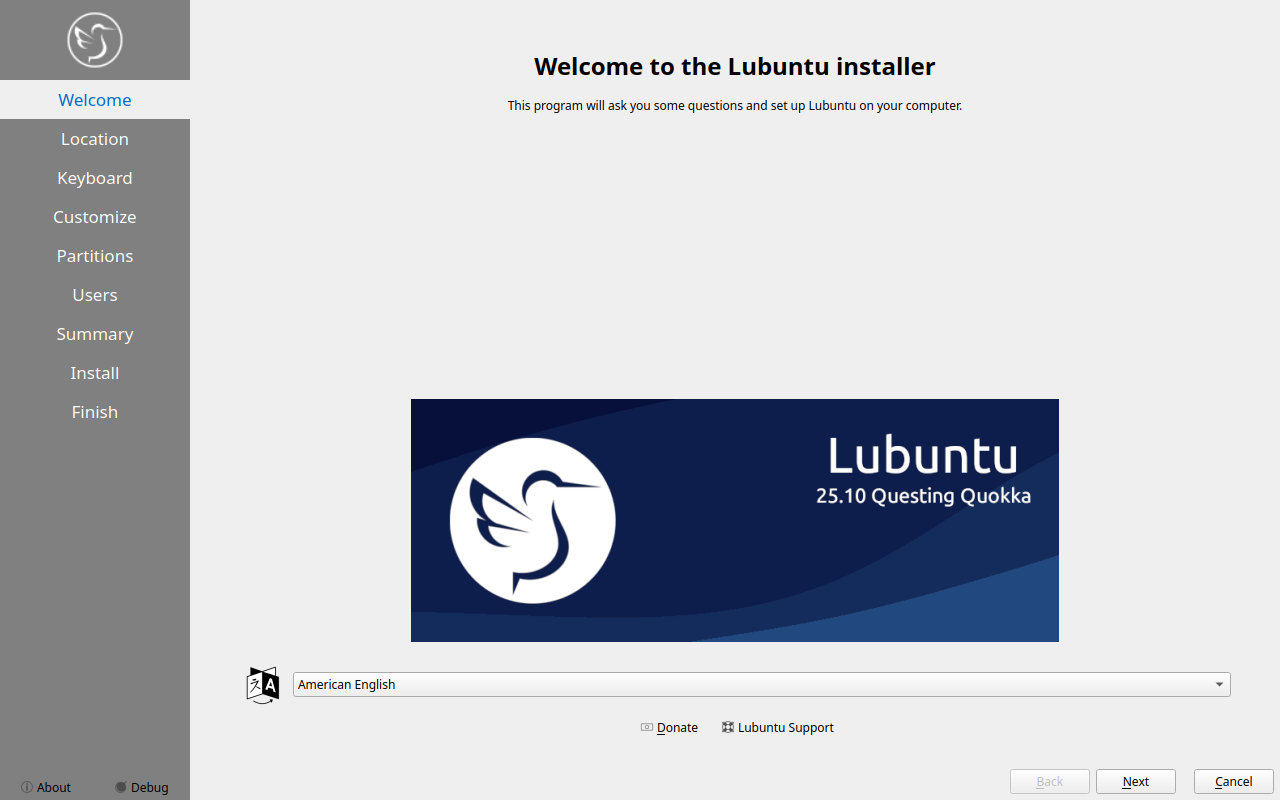 Welcome
Location
Keyboard
Customize
Partitions
Users
Summary
Install
Finish
About
Debug
Welcome to the Lubuntu installer
This program will ask you some questions and set up Lubuntu on your computer.
Lubuntu
25.10 Questing Quokka
American English
Donate
Lubuntu Support
Back
Next
Cancel